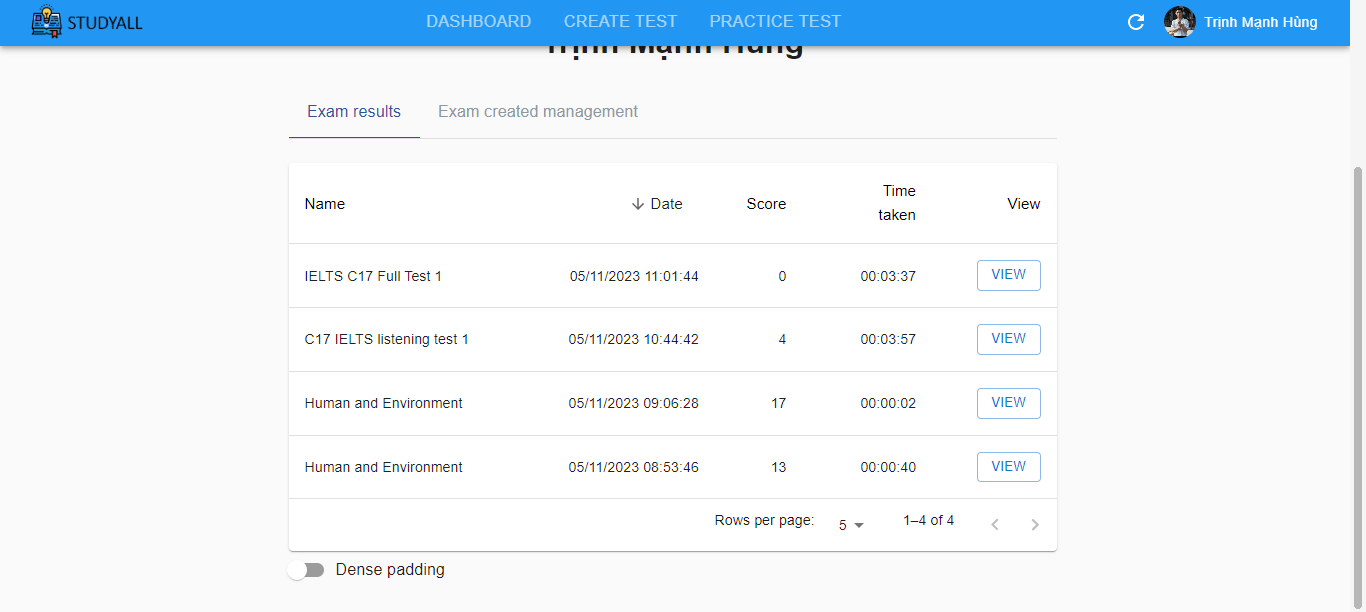 STUDYALL DASHBOARD CREATE TEST PRACTICE TEST Trịnh Mạnh Hùng
Trịnh Mạnh Hùng
Exam results Exam created management
Name Date Score Time taken View
IELTS C17 Full Test 1 05/11/2023 11:01:44 0 00:03:37 VIEW
C17 IELTS listening test 1 05/11/2023 10:44:42 4 00:03:57 VIEW
Human and Environment 05/11/2023 09:06:28 17 00:00:02 VIEW
Human and Environment 05/11/2023 08:53:46 13 00:00:40 VIEW
Rows per page: 5 1–4 of 4
Dense padding